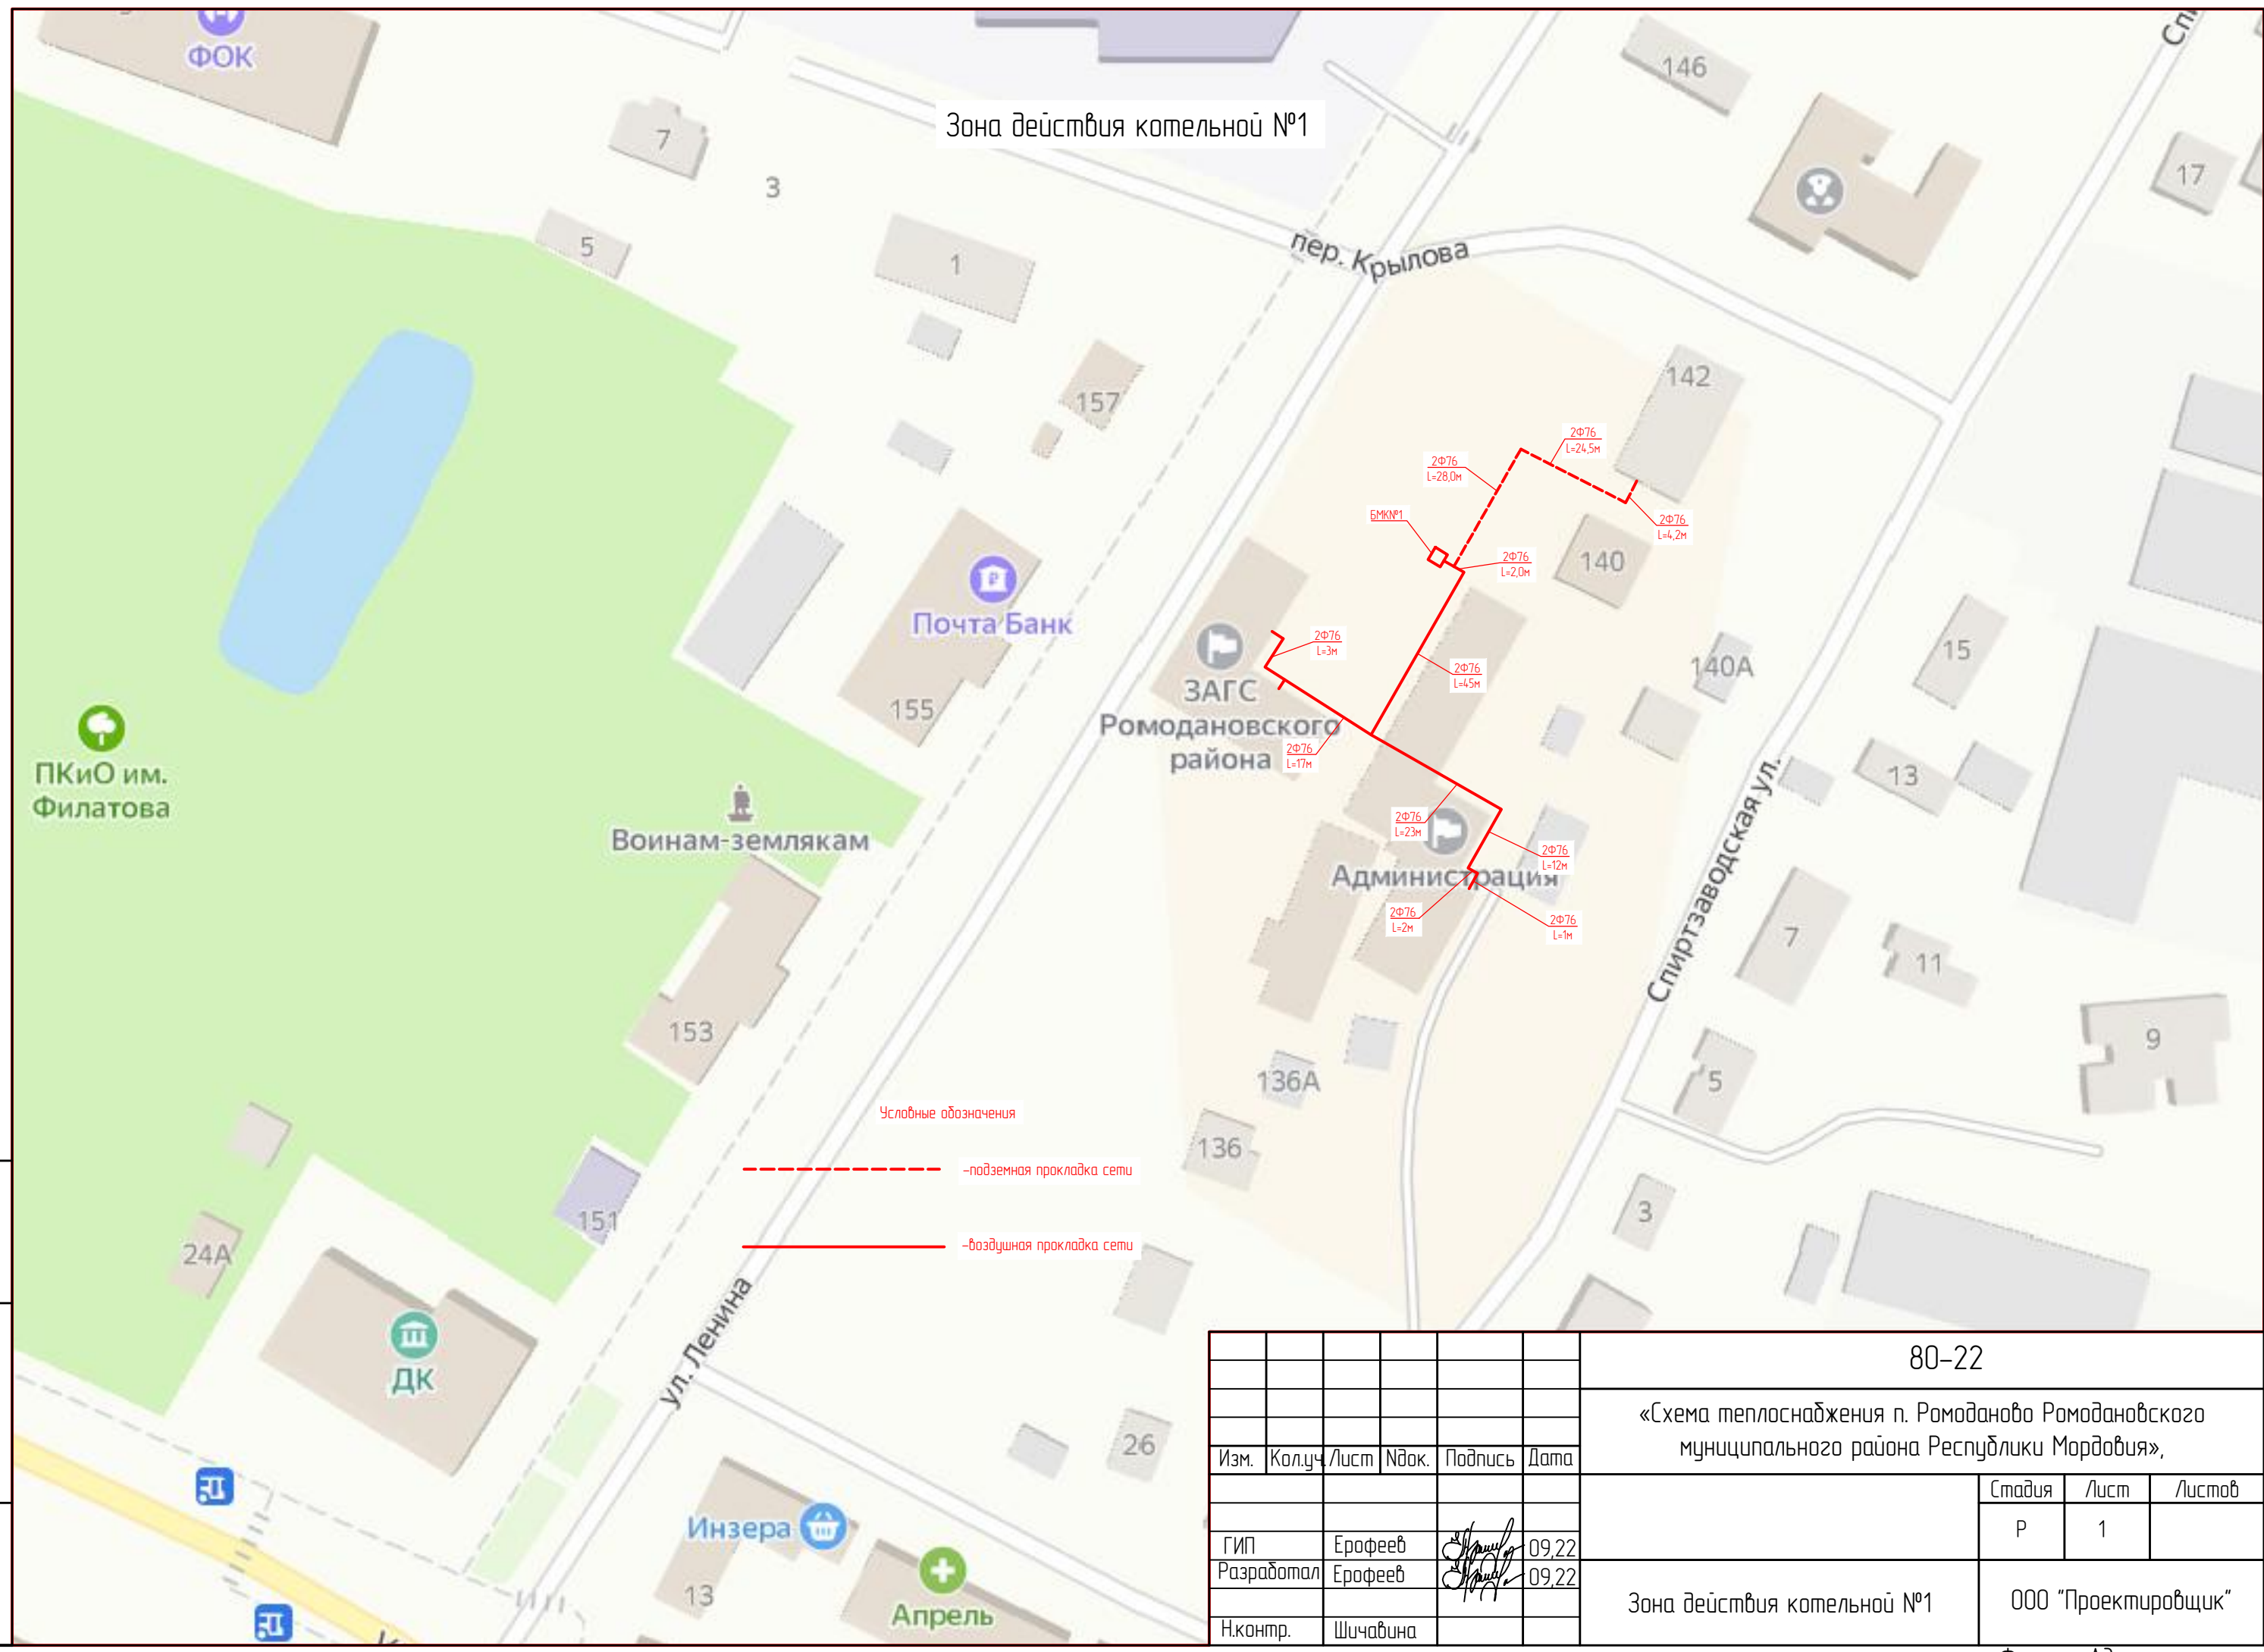 ФОК
Зона действия котельной №1
146
7
3
17
5
1
пер. Крылова
142
157
2Ф76
L=24,5м
2Ф76
L=28,0м
БМК№1
2Ф76
L=4,2м
2Ф76
L=2,0м
140
Почта Банк
2Ф76
L=3м
2Ф76
L=45м
140А
15
ЗАГС
Ромодановского
района
155
2Ф76
L=17м
ПКиО им.
Филатова
13
Воинам-землякам
2Ф76
L=23м
2Ф76
L=12м
Администрация
2Ф76
L=2м
2Ф76
L=1м
Спиртзаводская ул.
7
11
153
9
5
136А
Условные обозначения
136
-подземная прокладка сети
151
3
24А
-воздушная прокладка сети
ул. Ленина
ДК
26
Инзера
13
Апрель
80-22
«Схема теплоснабжения п. Ромоданово Ромодановского
муниципального района Республики Мордовия»,
Изм. Кол.уч Лист Nдок. Подпись Дата
Стадия Лист Листов
Р 1
ГИП Ерофеев 09,22
Разработал Ерофеев 09,22
Зона действия котельной №1
ООО "Проектировщик"
Н.контр. Шичавина